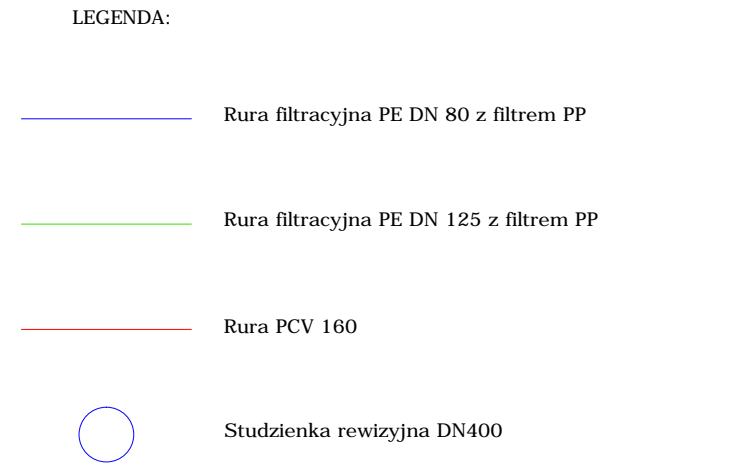 LEGENDA:
Rura filtracyjna PE DN 80 z filtrem PP
Rura filtracyjna PE DN 125 z filtrem PP
Rura PCV 160
Studzienka rewizyjna DN400